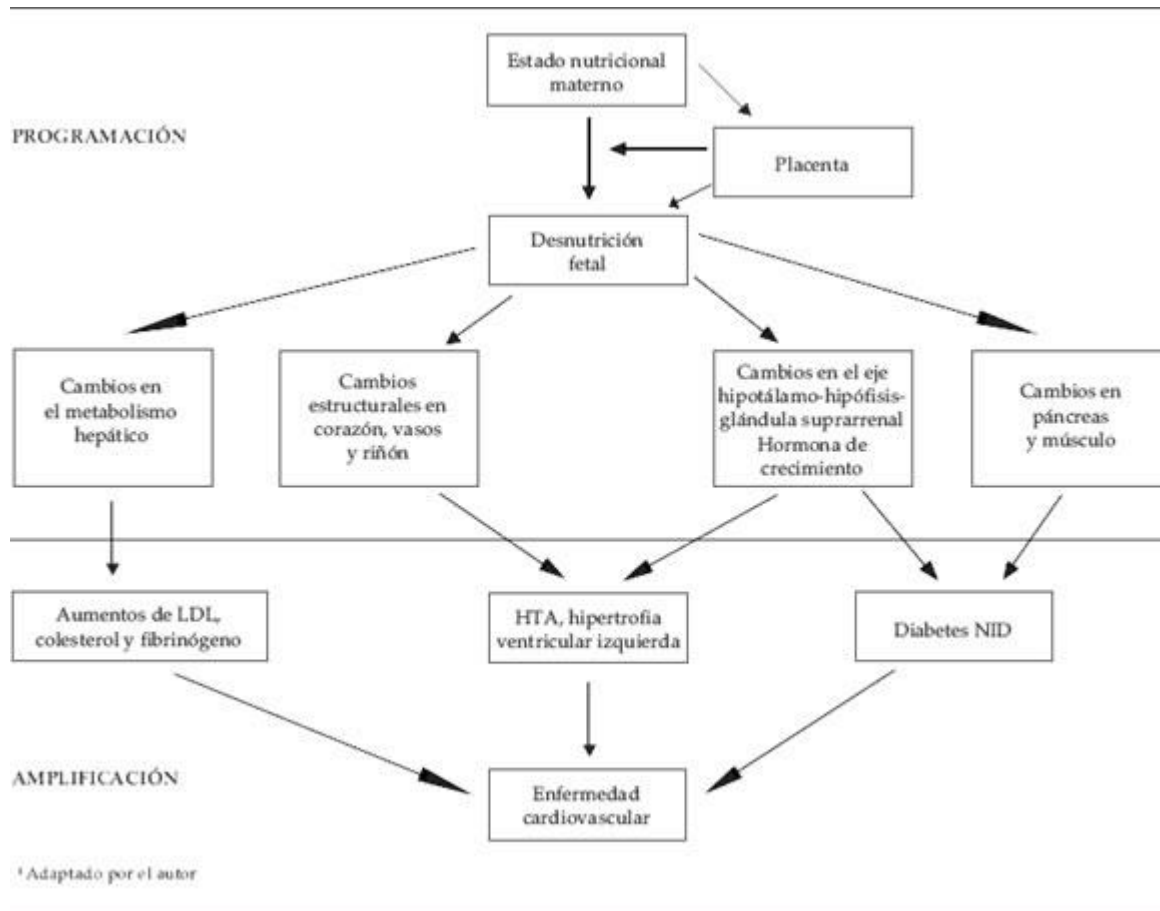 Estado nutricional
materno
PROGRAMACIÓN
Placenta
Desnutrición
fetal
Cambios en
el metabolismo
hepático
Cambios
estructurales en
corazón, vasos
y riñón
Cambios en el eje
hipotálamo-hipófisis-
glándula suprarrenal
Hormona de
crecimiento
Cambios en
páncreas
y músculo
Aumentos de LDL,
colesterol y fibrinógeno
HTA, hipertrofia
ventricular izquierda
Diabetes NID
AMPLIFICACIÓN
Enfermedad
cardiovascular
Adaptado por el autor